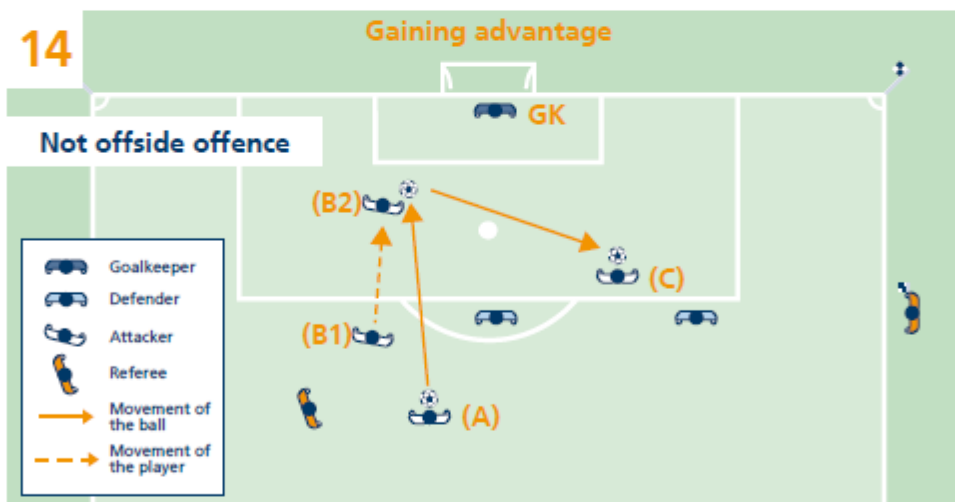 14
Gaining advantage
GK
Not offside offence
(B2)
(C)
(B1)
(A)
Goalkeeper
Defender
Attacker
Referee
Movement of
the ball
Movement of
the player